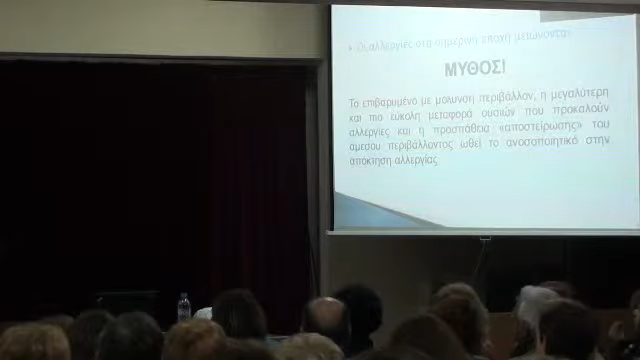 • Οι αλλεργίες στη σημερινή εποχή μειώνονται
ΜΥΘΟΣ!
Το επιβαρυμένο με μόλυνση περιβάλλον, η μεγαλύτερη
και πιο εύκολη μεταφορά ουσιών που προκαλούν
αλλεργίες και η προσπάθεια «αποστείρωσης» του
άμεσου περιβάλλοντος ωθεί το ανοσοποιητικό στην
απόκτηση αλλεργίας